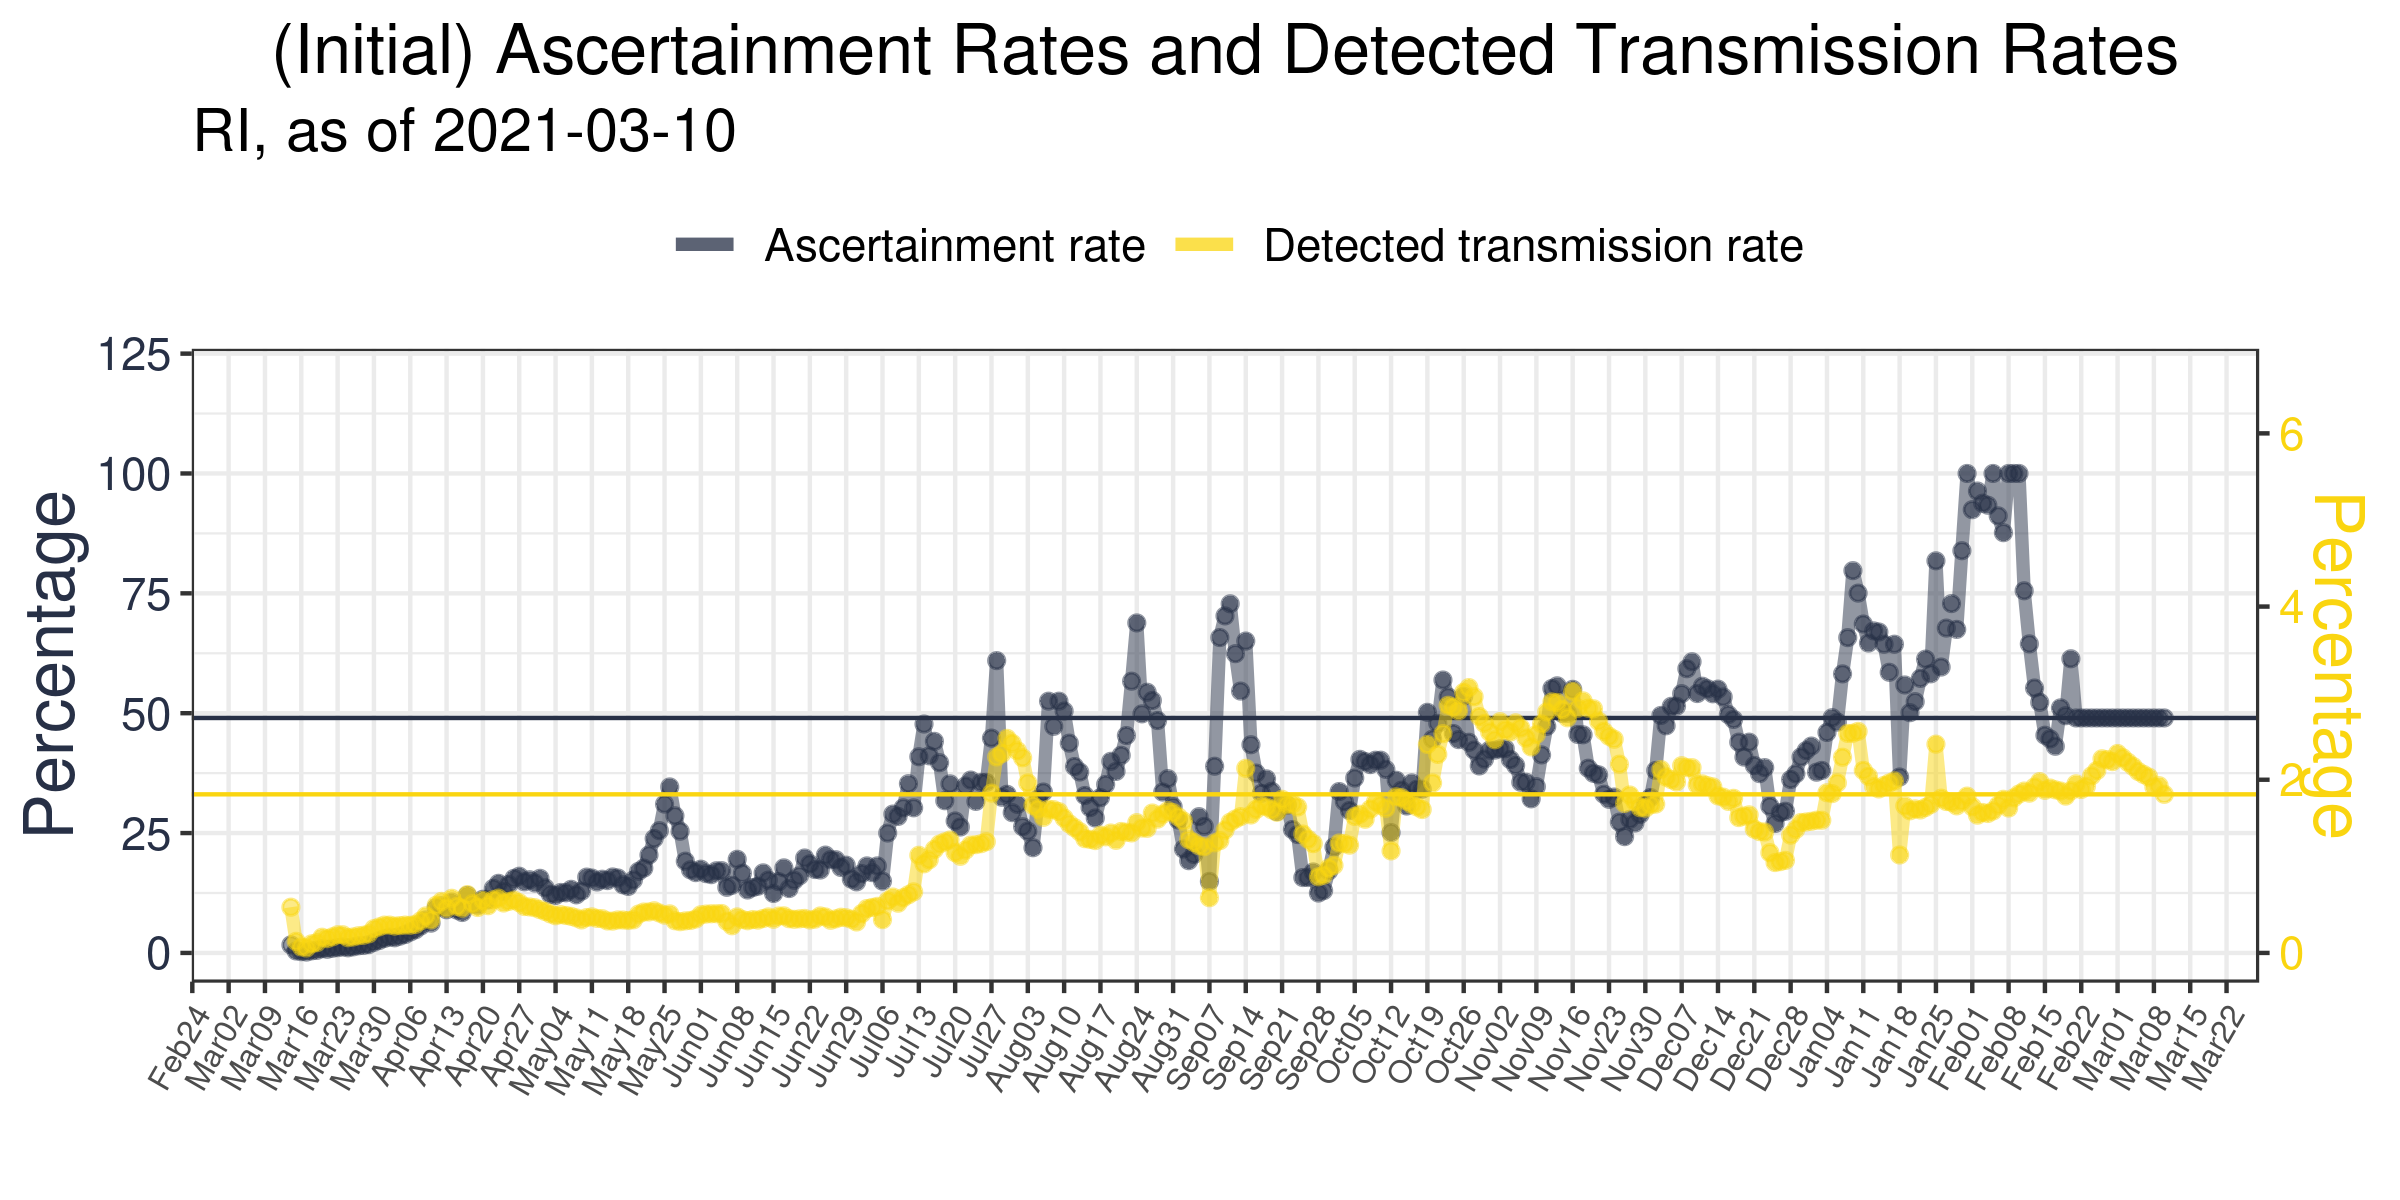 (Initial) Ascertainment Rates and Detected Transmission Rates
RI, as of 2021-03-10
Ascertainment rate
Detected transmission rate
Percentage
125
100
75
50
25
0
6
4
2
0
Percentage
Feb24
Mar02
Mar09
Mar16
Mar23
Mar30
Apr06
Apr13
Apr20
Apr27
May04
May11
May18
May25
Jun01
Jun08
Jun15
Jun22
Jun29
Jul06
Jul13
Jul20
Jul27
Aug03
Aug10
Aug17
Aug24
Aug31
Sep07
Sep14
Sep21
Sep28
Oct05
Oct12
Oct19
Oct26
Nov02
Nov09
Nov16
Nov23
Nov30
Dec07
Dec14
Dec21
Dec28
Jan04
Jan11
Jan18
Jan25
Feb01
Feb08
Feb15
Feb22
Mar01
Mar08
Mar15
Mar22